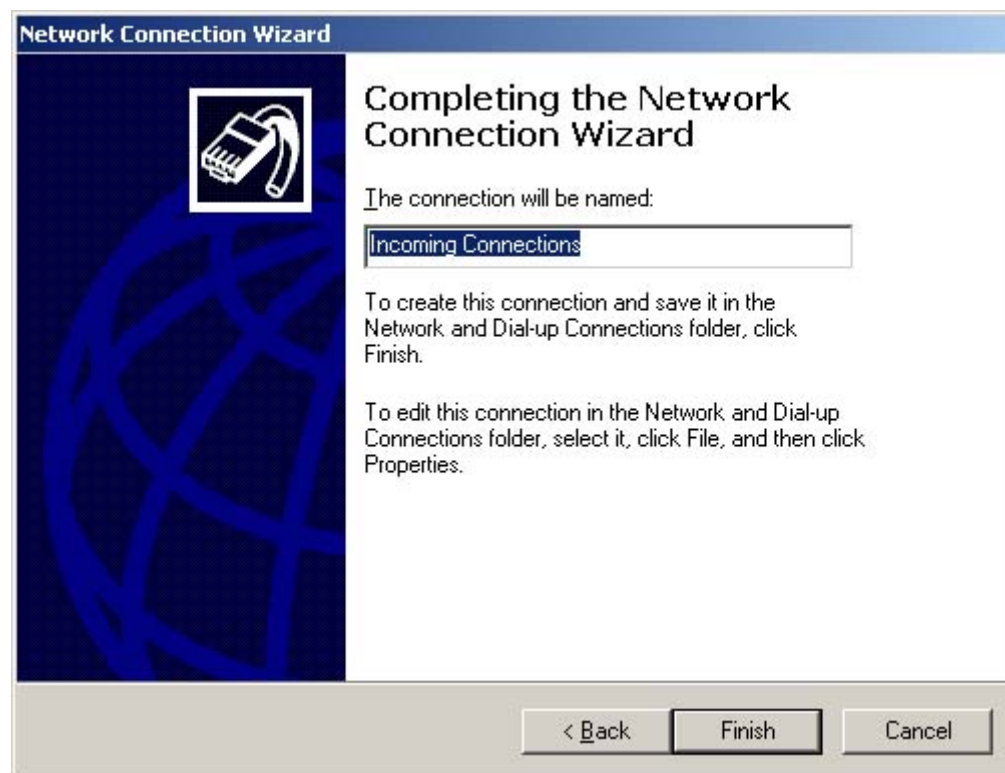 Network Connection Wizard
Completing the Network
Connection Wizard
The connection will be named:
Incoming Connections
To create this connection and save it in the
Network and Dial-up Connections folder, click
Finish.
To edit this connection in the Network and Dial-up
Connections folder, select it, click File, and then click
Properties.
< Back Finish Cancel